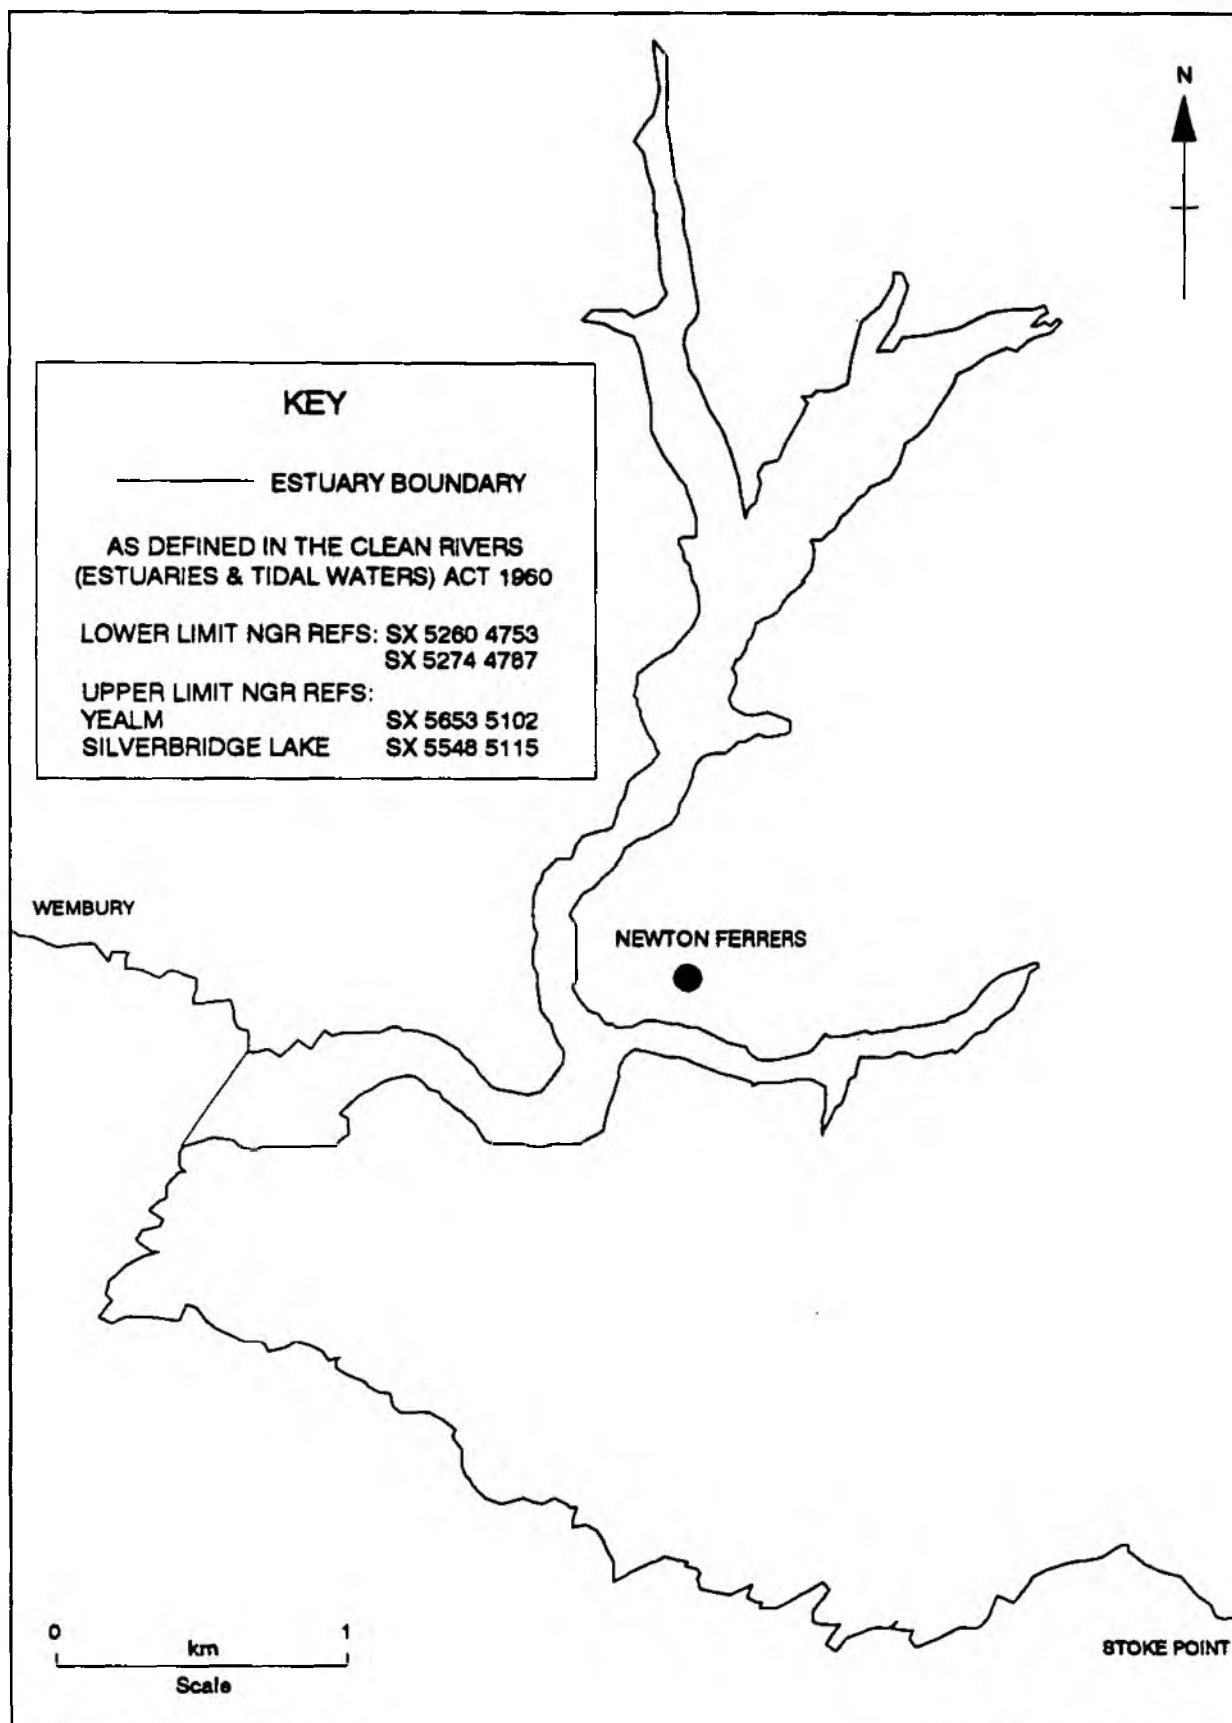 N
KEY
ESTUARY BOUNDARY
AS DEFINED IN THE CLEAN RIVERS
(ESTUARIES & TIDAL WATERS) ACT 1960
LOWER LIMIT NGR REFS: SX 5260 4753
SX 5274 4787
UPPER LIMIT NGR REFS:
YEALM SX 5653 5102
SILVERBRIDGE LAKE SX 5548 5115
WEMBURY
NEWTON FERRERS
0 1
km
Scale
STOKE POINT